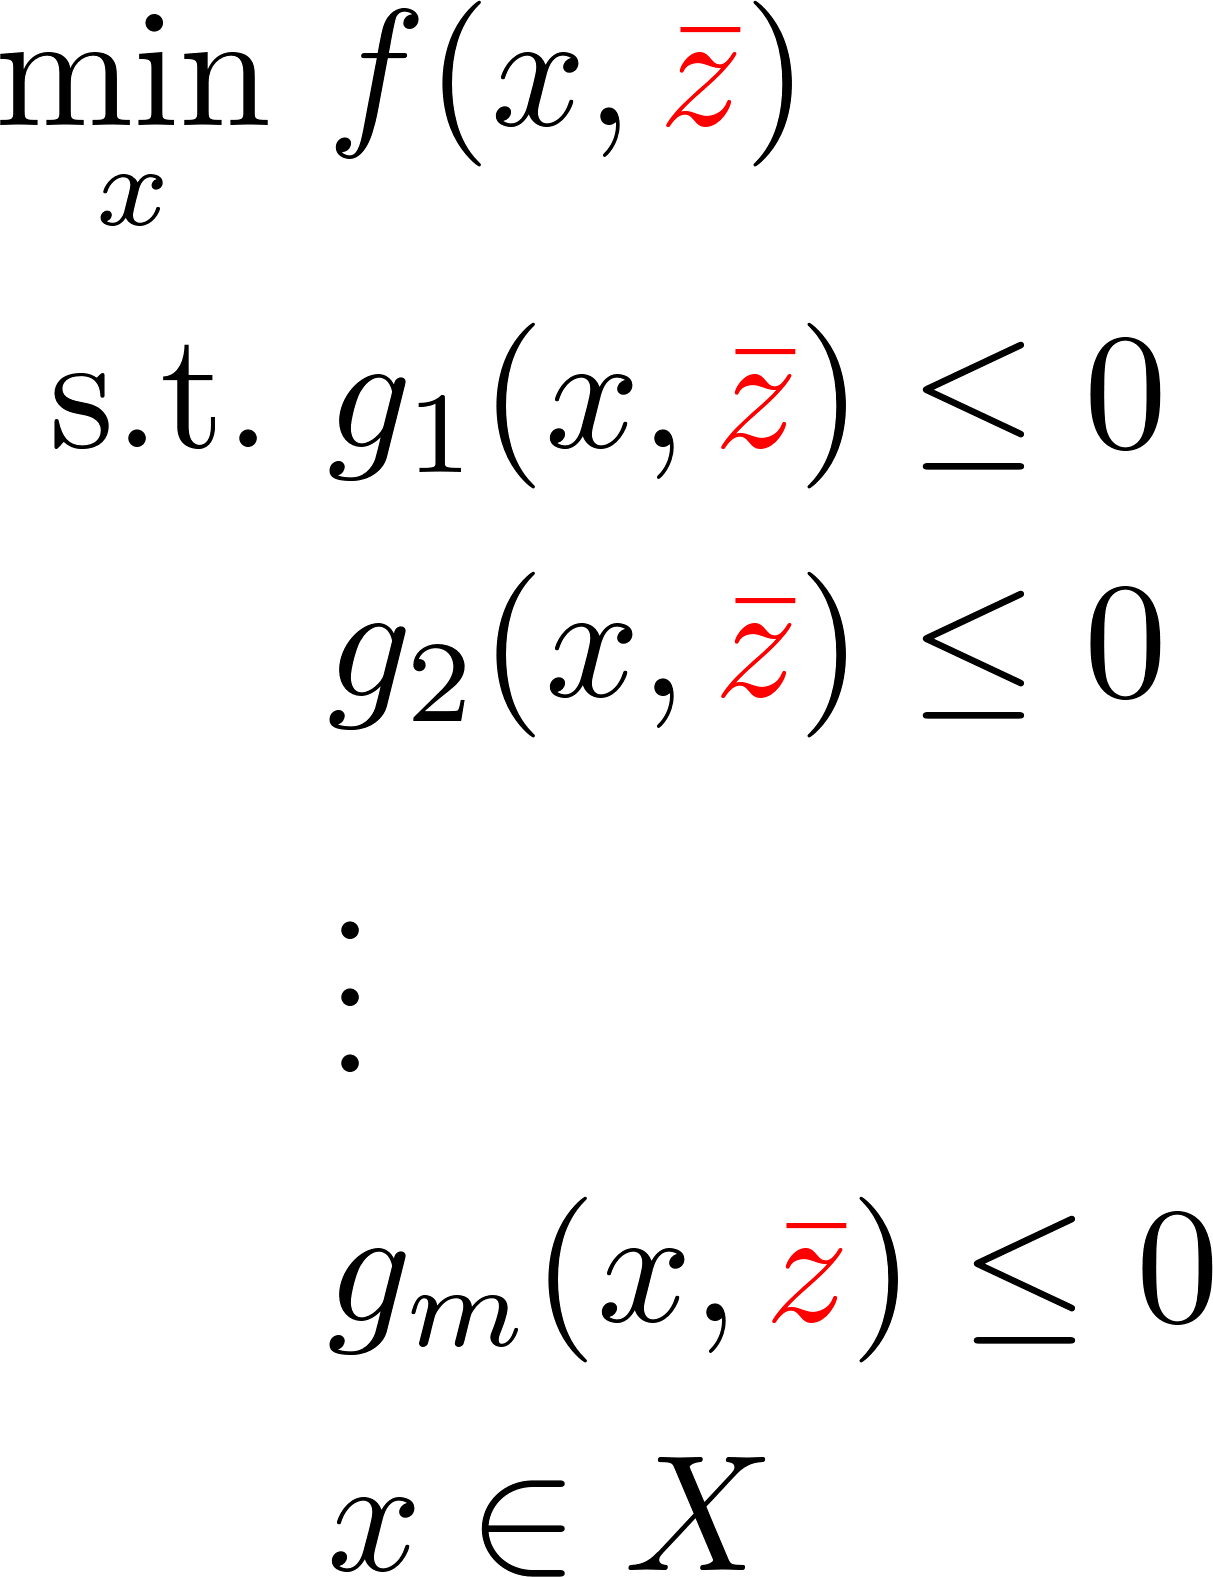 min f(x, z̄)
x
s.t. g₁(x, z̄) ≤ 0
g₂(x, z̄) ≤ 0
⋮
gₘ(x, z̄) ≤ 0
x ∈ X